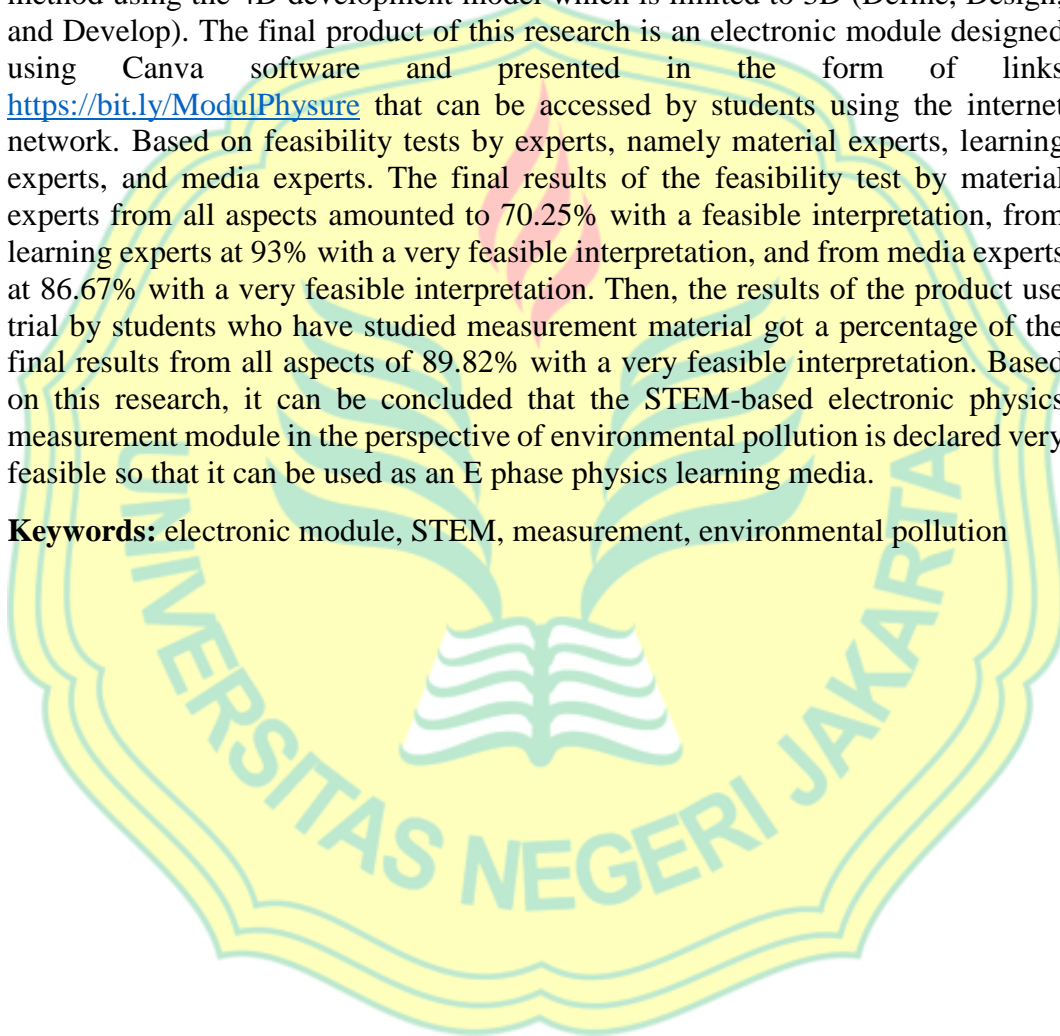 method using the 4D development model which is limited to 3D (Define, Design,
and Develop). The final product of this research is an electronic module designed
using Canva software and presented in the form of links
https://bit.ly/ModulPhysure that can be accessed by students using the internet
network. Based on feasibility tests by experts, namely material experts, learning
experts, and media experts. The final results of the feasibility test by material
experts from all aspects amounted to 70.25% with a feasible interpretation, from
learning experts at 93% with a very feasible interpretation, and from media experts
at 86.67% with a very feasible interpretation. Then, the results of the product use
trial by students who have studied measurement material got a percentage of the
final results from all aspects of 89.82% with a very feasible interpretation. Based
on this research, it can be concluded that the STEM-based electronic physics
measurement module in the perspective of environmental pollution is declared very
feasible so that it can be used as an E phase physics learning media.
Keywords: electronic module, STEM, measurement, environmental pollution
UNIVERSITAS NEGERI JAKARTA